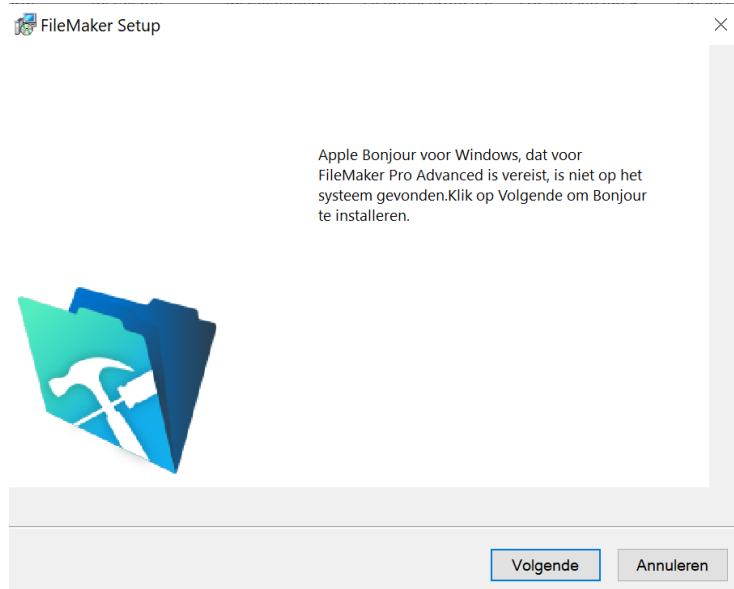 FileMaker Setup
Apple Bonjour voor Windows, dat voor
FileMaker Pro Advanced is vereist, is niet op het
systeem gevonden.Klik op Volgende om Bonjour
te installeren.
Volgende
Annuleren